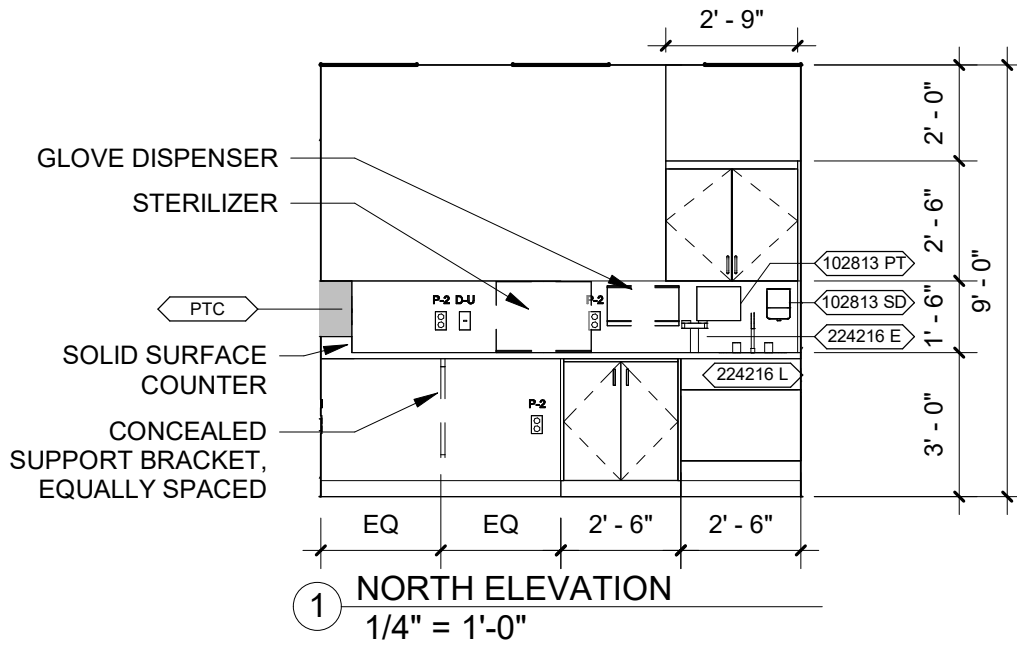 2' - 9"
GLOVE DISPENSER
STERILIZER
2' - 0"
2' - 6"
9' - 0"
1' - 6"
3' - 0"
102813 PT
102813 SD
224216 E
224216 L
PTC
P-2 D-U
P-2
SOLID SURFACE
COUNTER
P-2
CONCEALED
SUPPORT BRACKET,
EQUALLY SPACED
EQ EQ 2' - 6" 2' - 6"
1 NORTH ELEVATION
1/4" = 1'-0"